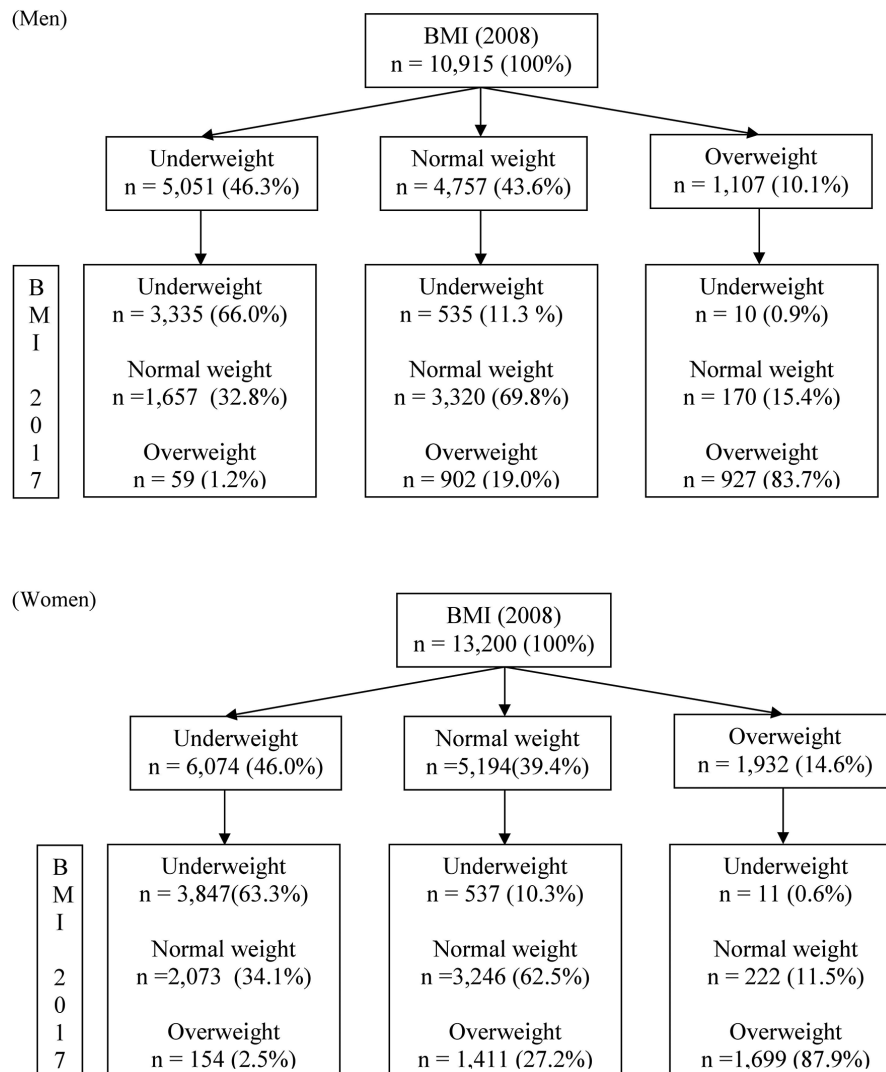 (Men)
BMI (2008)
n = 10,915 (100%)
Underweight
n = 5,051 (46.3%)
Normal weight
n = 4,757 (43.6%)
Overweight
n = 1,107 (10.1%)
B
M
I
2
0
1
7
Underweight
n = 3,335 (66.0%)
Normal weight
n =1,657  (32.8%)
Overweight
n = 59 (1.2%)
Underweight
n = 535 (11.3 %)
Normal weight
n = 3,320 (69.8%)
Overweight
n = 902 (19.0%)
Underweight
n = 10 (0.9%)
Normal weight
n = 170 (15.4%)
Overweight
n = 927 (83.7%)
(Women)
BMI (2008)
n = 13,200 (100%)
Underweight
n = 6,074 (46.0%)
Normal weight
n =5,194(39.4%)
Overweight
n = 1,932 (14.6%)
B
M
I
2
0
1
7
Underweight
n = 3,847(63.3%)
Normal weight
n =2,073  (34.1%)
Overweight
n = 154 (2.5%)
Underweight
n = 537 (10.3%)
Normal weight
n =3,246 (62.5%)
Overweight
n = 1,411 (27.2%)
Underweight
n = 11 (0.6%)
Normal weight
n = 222 (11.5%)
Overweight
n =1,699 (87.9%)